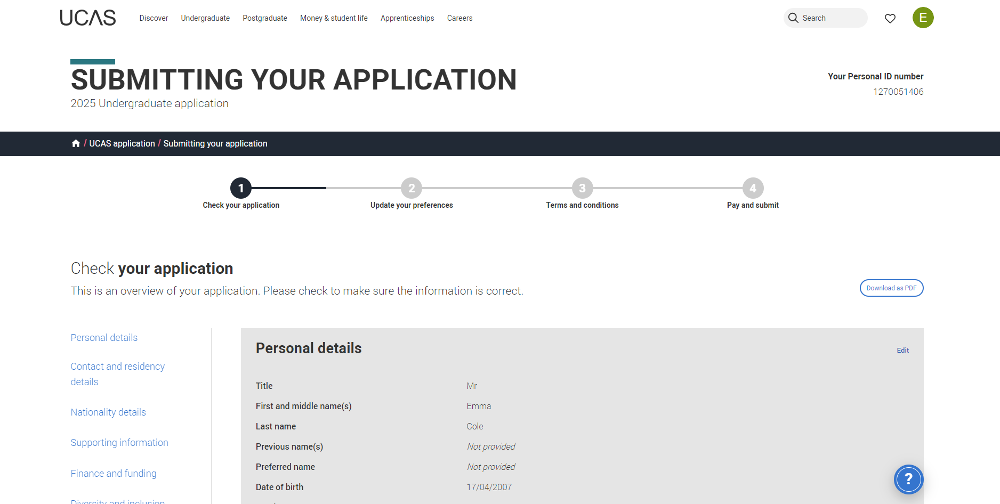 UCAS
Discover
Undergraduate
Postgraduate
Money & student life
Apprenticeships
Careers
Search
E
SUBMITTING YOUR APPLICATION
2025 Undergraduate application
Your Personal ID number
1270051406
/ UCAS application / Submitting your application
1
Check your application
2
Update your preferences
3
Terms and conditions
4
Pay and submit
Check your application
This is an overview of your application. Please check to make sure the information is correct.
Download as PDF
Personal details
Contact and residency
details
Nationality details
Supporting information
Finance and funding
Diversity and inclusion
Personal details
Edit
Title Mr
First and middle name(s) Emma
Last name Cole
Previous name(s) Not provided
Preferred name Not provided
Date of birth 17/04/2007
?